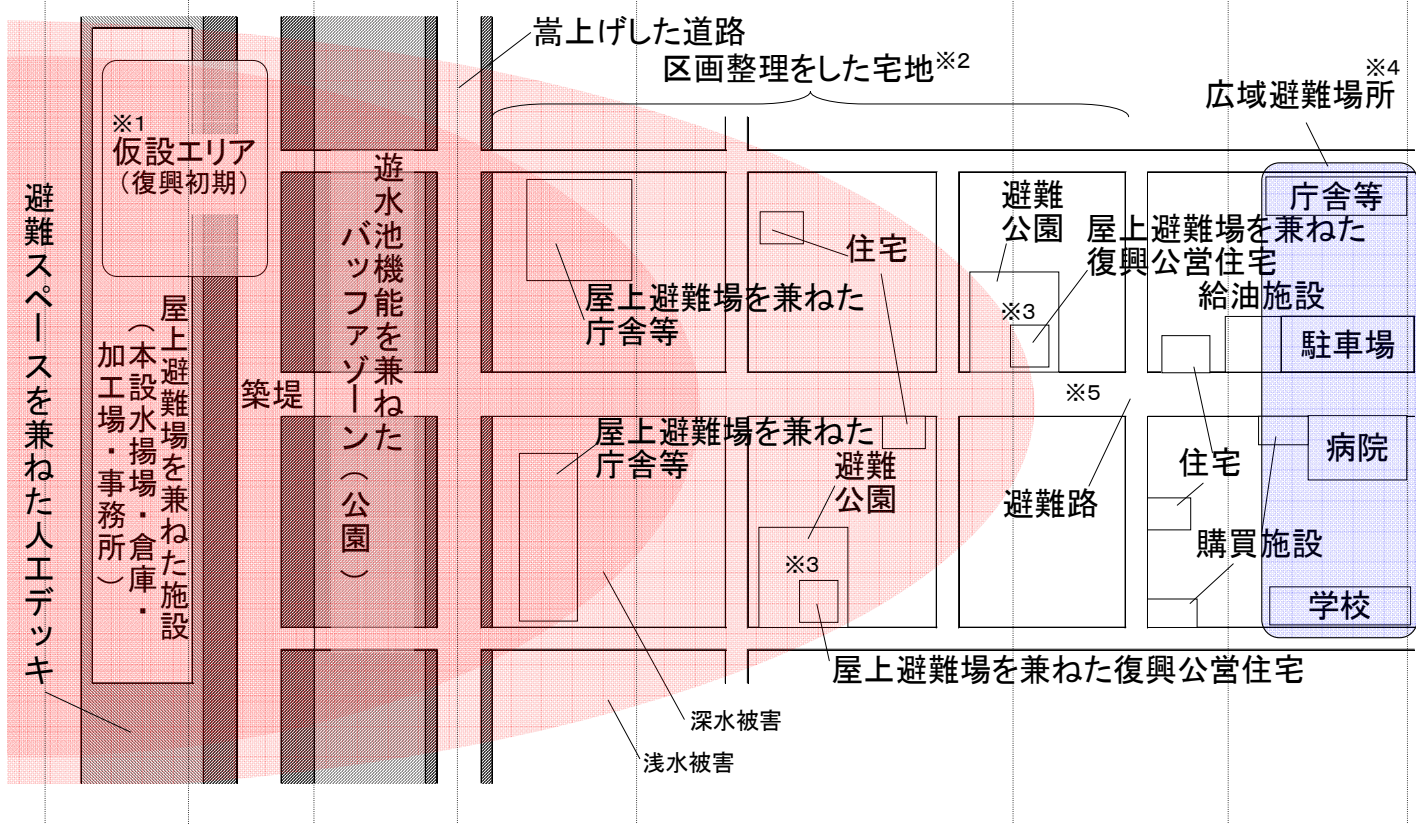 嵩上げした道路
区画整理をした宅地※2
※4
広域避難場所
※1
仮設エリア
（復興初期）
避難スペースを兼ねた人工デッキ
屋上避難場を兼ねた施設
（本設水揚場・倉庫・
加工場・事務所）
築堤
遊水池機能を兼ねた
バッファゾーン（公園）
屋上避難場を兼ねた
庁舎等
住宅
避難
公園
※3
屋上避難場を兼ねた
復興公営住宅
給油施設
庁舎等
駐車場
※5
屋上避難場を兼ねた
庁舎等
避難
公園
※3
避難路
住宅
購買施設
病院
学校
屋上避難場を兼ねた復興公営住宅
深水被害
浅水被害